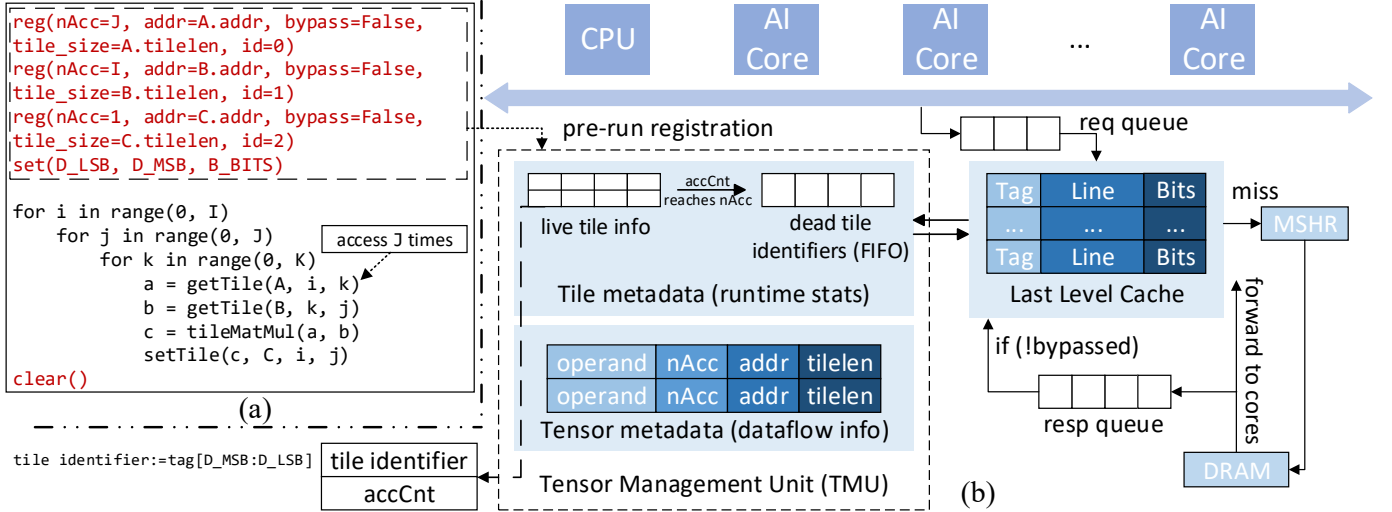 reg(nAcc=J, addr=A.addr, bypass=False,
tile_size=A.tilelen, id=0)
reg(nAcc=I, addr=B.addr, bypass=False,
tile_size=B.tilelen, id=1)
reg(nAcc=1, addr=C.addr, bypass=False,
tile_size=C.tilelen, id=2)
set(D_LSB, D_MSB, B_BITS)
for i in range(0, I)
for j in range(0, J)
for k in range(0, K)
a = getTile(A, i, k)
b = getTile(B, k, j)
c = tileMatMul(a, b)
setTile(c, C, i, j)
clear()
access J times
(a)
tile identifier:=tag[D_MSB:D_LSB]
tile identifier
accCnt
CPU
AI
Core
AI
Core
...
AI
Core
pre-run registration
req queue
live tile info
accCnt
reaches nAcc
dead tile
identifiers (FIFO)
Tile metadata (runtime stats)
operand nAcc addr tilelen
operand nAcc addr tilelen
Tensor metadata (dataflow info)
Tensor Management Unit (TMU)
Tag Line Bits
... ... ...
Tag Line Bits
Last Level Cache
miss
MSHR
if (!bypassed)
forward to cores
resp queue
DRAM
(b)